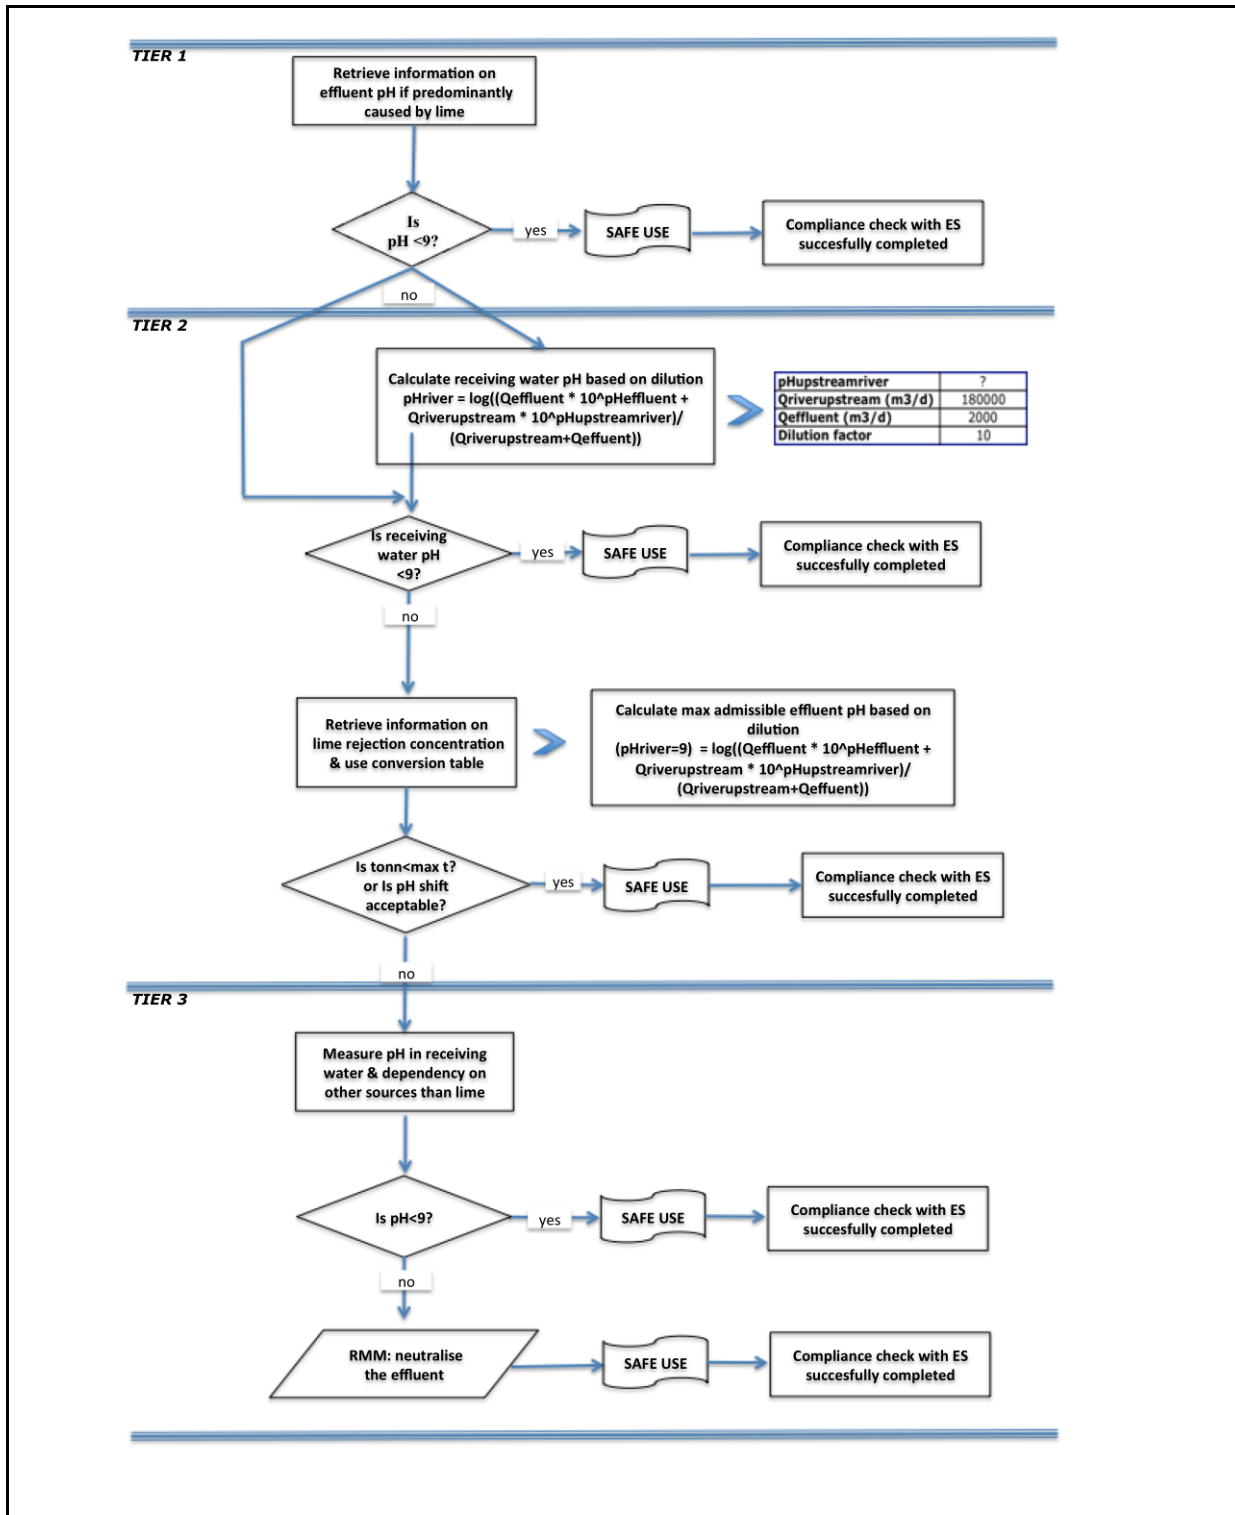 TIER 1
Retrieve information on
effluent pH if predominantly
caused by lime
Is
pH <9?
yes
SAFE USE
Compliance check with ES
succesfully completed
no
TIER 2
Calculate receiving water pH based on dilution
pHriver = log((Qeffluent * 10^pHeffluent +
Qriverupstream * 10^pHupstreamriver)/
(Qriverupstream+Qeffuent))
pHupstreamriver ?
Qriverupstream (m3/d) 180000
Qeffluent (m3/d) 2000
Dilution factor 10
Is receiving
water pH
<9?
yes
SAFE USE
Compliance check with ES
succesfully completed
no
Retrieve information on
lime rejection concentration
& use conversion table
Calculate max admissible effluent pH based on
dilution
(pHriver=9) = log((Qeffluent * 10^pHeffluent +
Qriverupstream * 10^pHupstreamriver)/
(Qriverupstream+Qeffuent))
Is tonn<max t?
or Is pH shift
acceptable?
yes
SAFE USE
Compliance check with ES
succesfully completed
no
TIER 3
Measure pH in receiving
water & dependency on
other sources than lime
Is pH<9?
yes
SAFE USE
Compliance check with ES
succesfully completed
no
RMM: neutralise
the effluent
SAFE USE
Compliance check with ES
succesfully completed